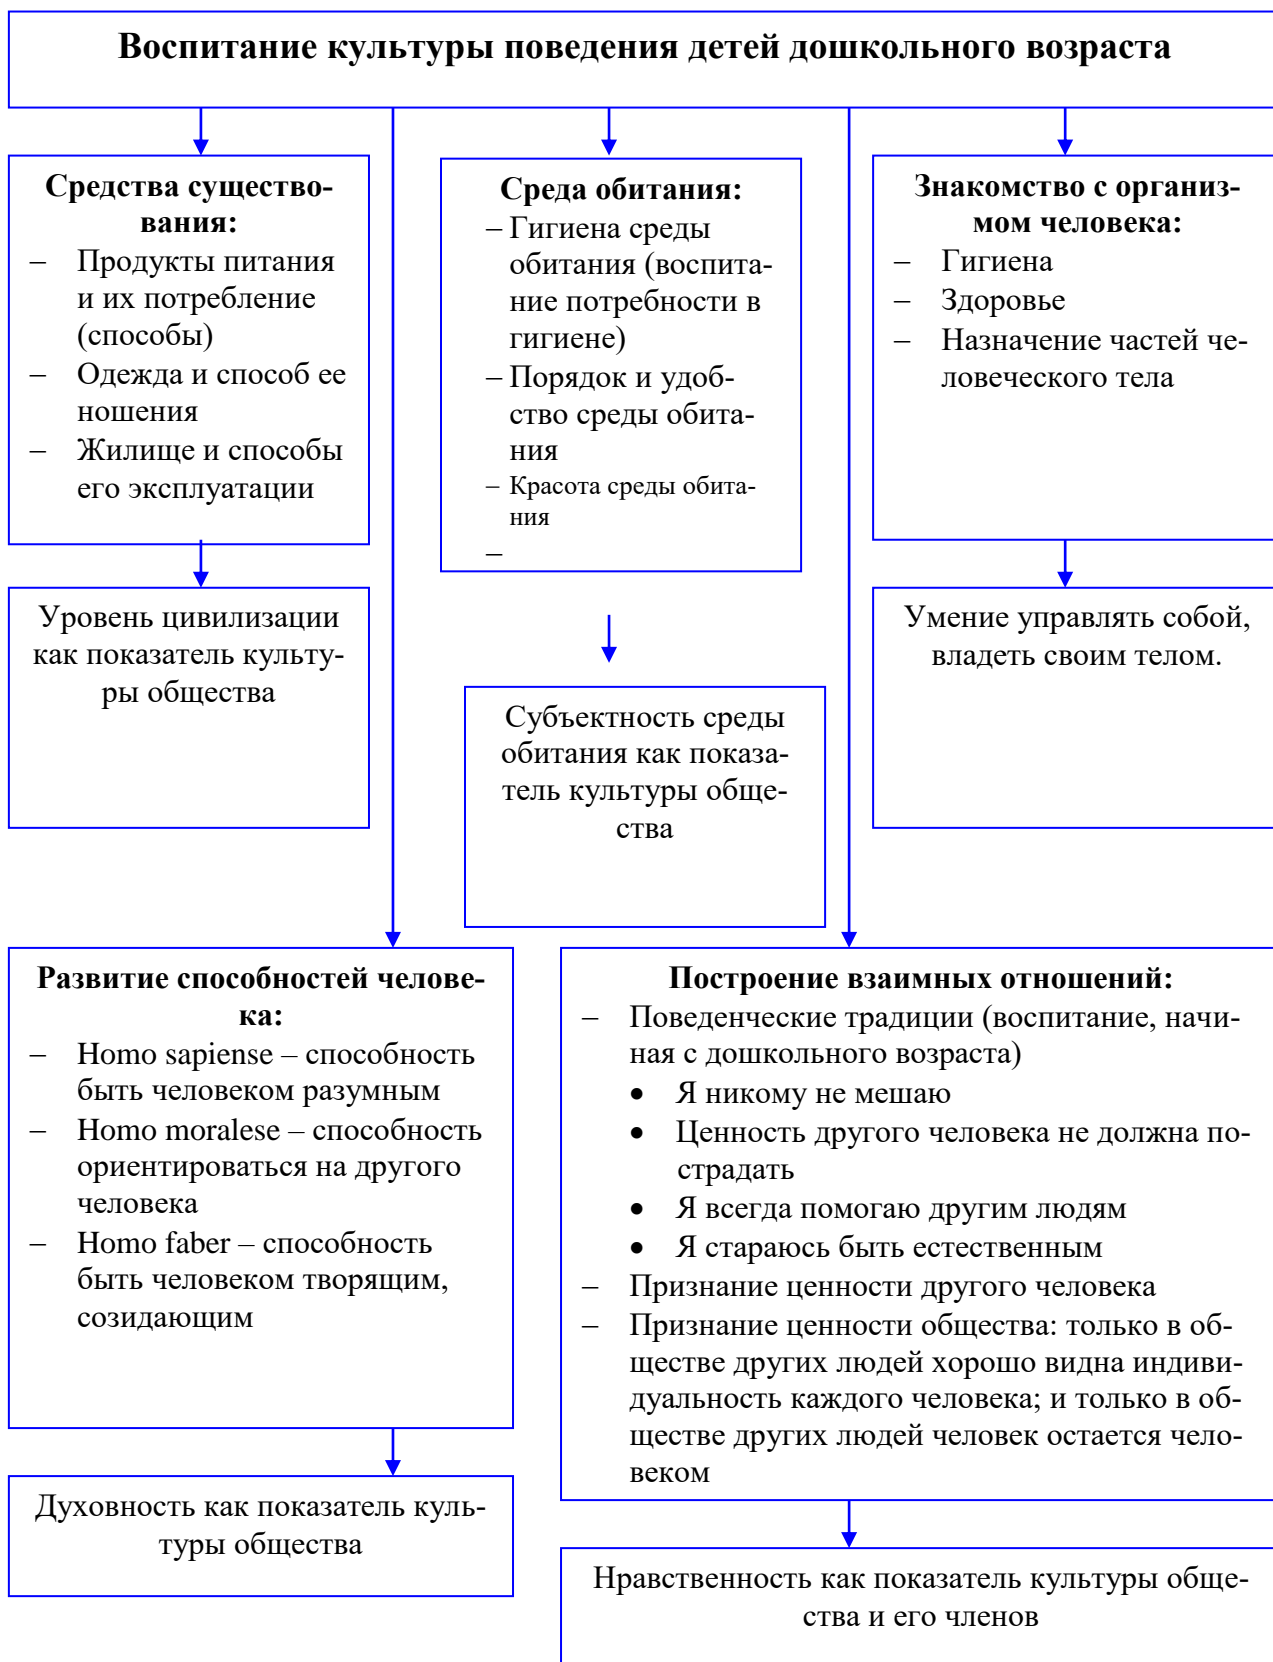 Воспитание культуры поведения детей дошкольного возраста
Средства существо-
вания:
– Продукты питания
и их потребление
(способы)
– Одежда и способ ее
ношения
– Жилище и способы
его эксплуатации
Среда обитания:
– Гигиена среды
обитания (воспита-
ние потребности в
гигиене)
– Порядок и удоб-
ство среды обита-
ния
– Красота среды обита-
ния
–
Знакомство с организ-
мом человека:
– Гигиена
– Здоровье
– Назначение частей че-
ловеческого тела
Уровень цивилизации
как показатель культу-
ры общества
Субъектность среды
обитания как показа-
тель культуры обще-
ства
Умение управлять собой,
владеть своим телом.
Развитие способностей челове-
ка:
– Homo sapiense – способность
быть человеком разумным
– Homo moralese – способность
ориентироваться на другого
человека
– Homo faber – способность
быть человеком творящим,
созидающим
Построение взаимных отношений:
– Поведенческие традиции (воспитание, начи-
ная с дошкольного возраста)
• Я никому не мешаю
• Ценность другого человека не должна по-
страдать
• Я всегда помогаю другим людям
• Я стараюсь быть естественным
– Признание ценности другого человека
– Признание ценности общества: только в об-
ществе других людей хорошо видна индиви-
дуальность каждого человека; и только в об-
ществе других людей человек остается чело-
веком
Духовность как показатель куль-
туры общества
Нравственность как показатель культуры обще-
ства и его членов